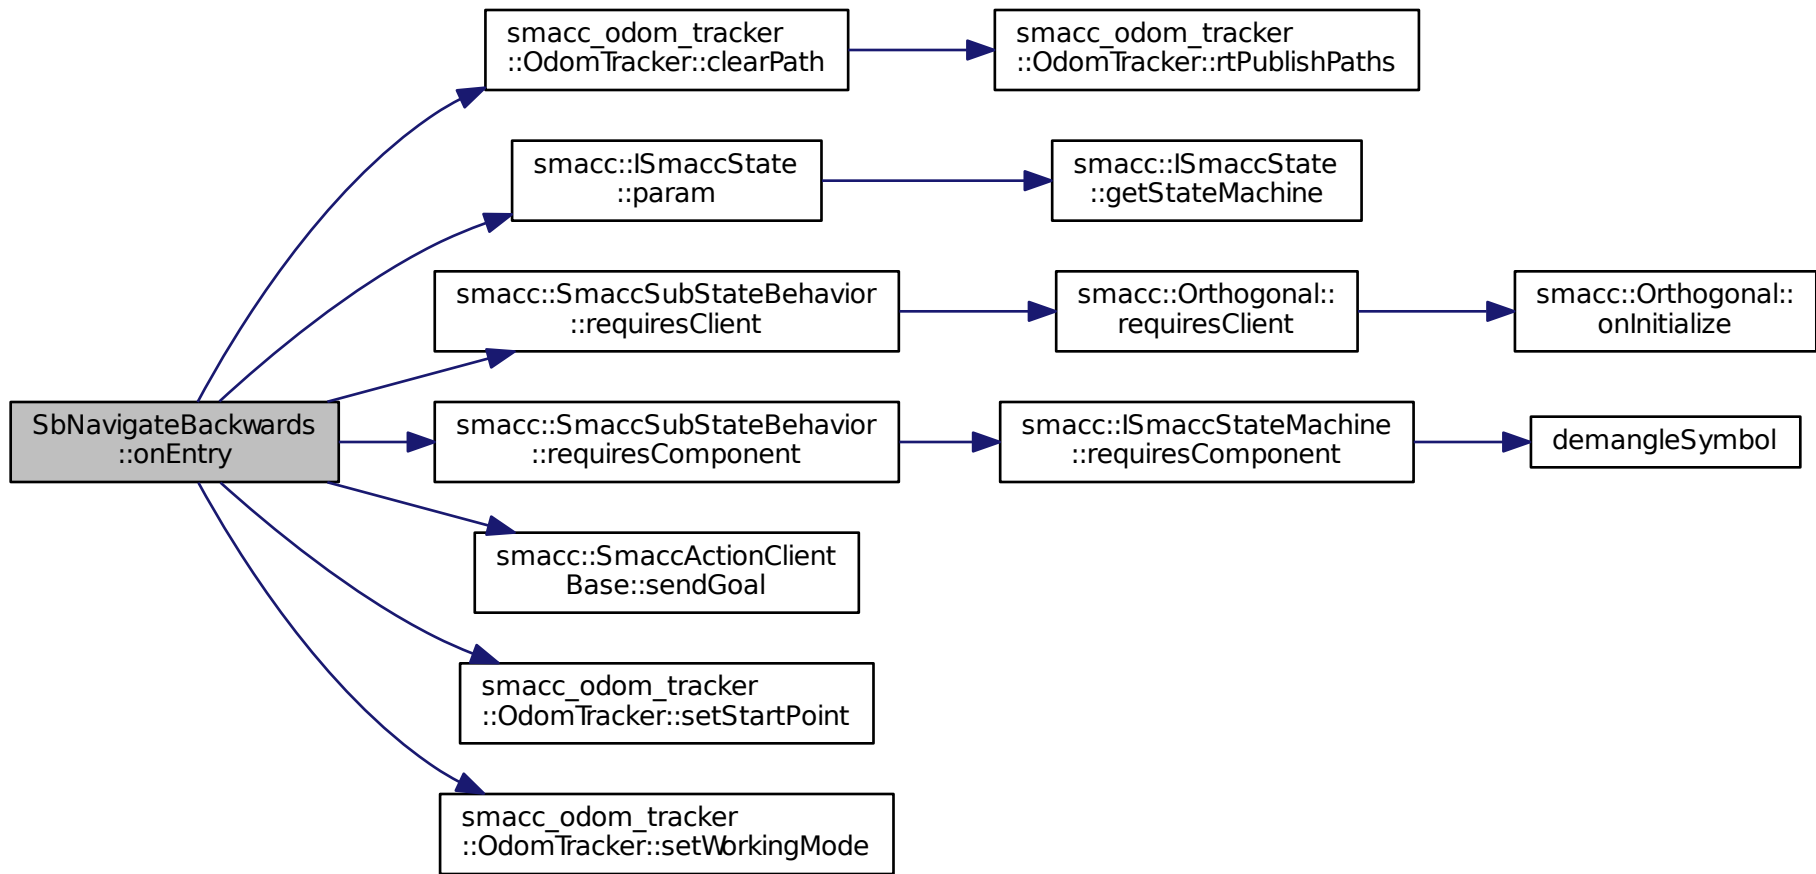 smacc_odom_tracker
::OdomTracker::clearPath
smacc_odom_tracker
::OdomTracker::rtPublishPaths
smacc::ISmaccState
::param
smacc::ISmaccState
::getStateMachine
smacc::SmaccSubStateBehavior
::requiresClient
smacc::Orthogonal::
requiresClient
smacc::Orthogonal::
onInitialize
SbNavigateBackwards
::onEntry
smacc::SmaccSubStateBehavior
::requiresComponent
smacc::ISmaccStateMachine
::requiresComponent
demangleSymbol
smacc::SmaccActionClient
Base::sendGoal
smacc_odom_tracker
::OdomTracker::setStartPoint
smacc_odom_tracker
::OdomTracker::setWorkingMode